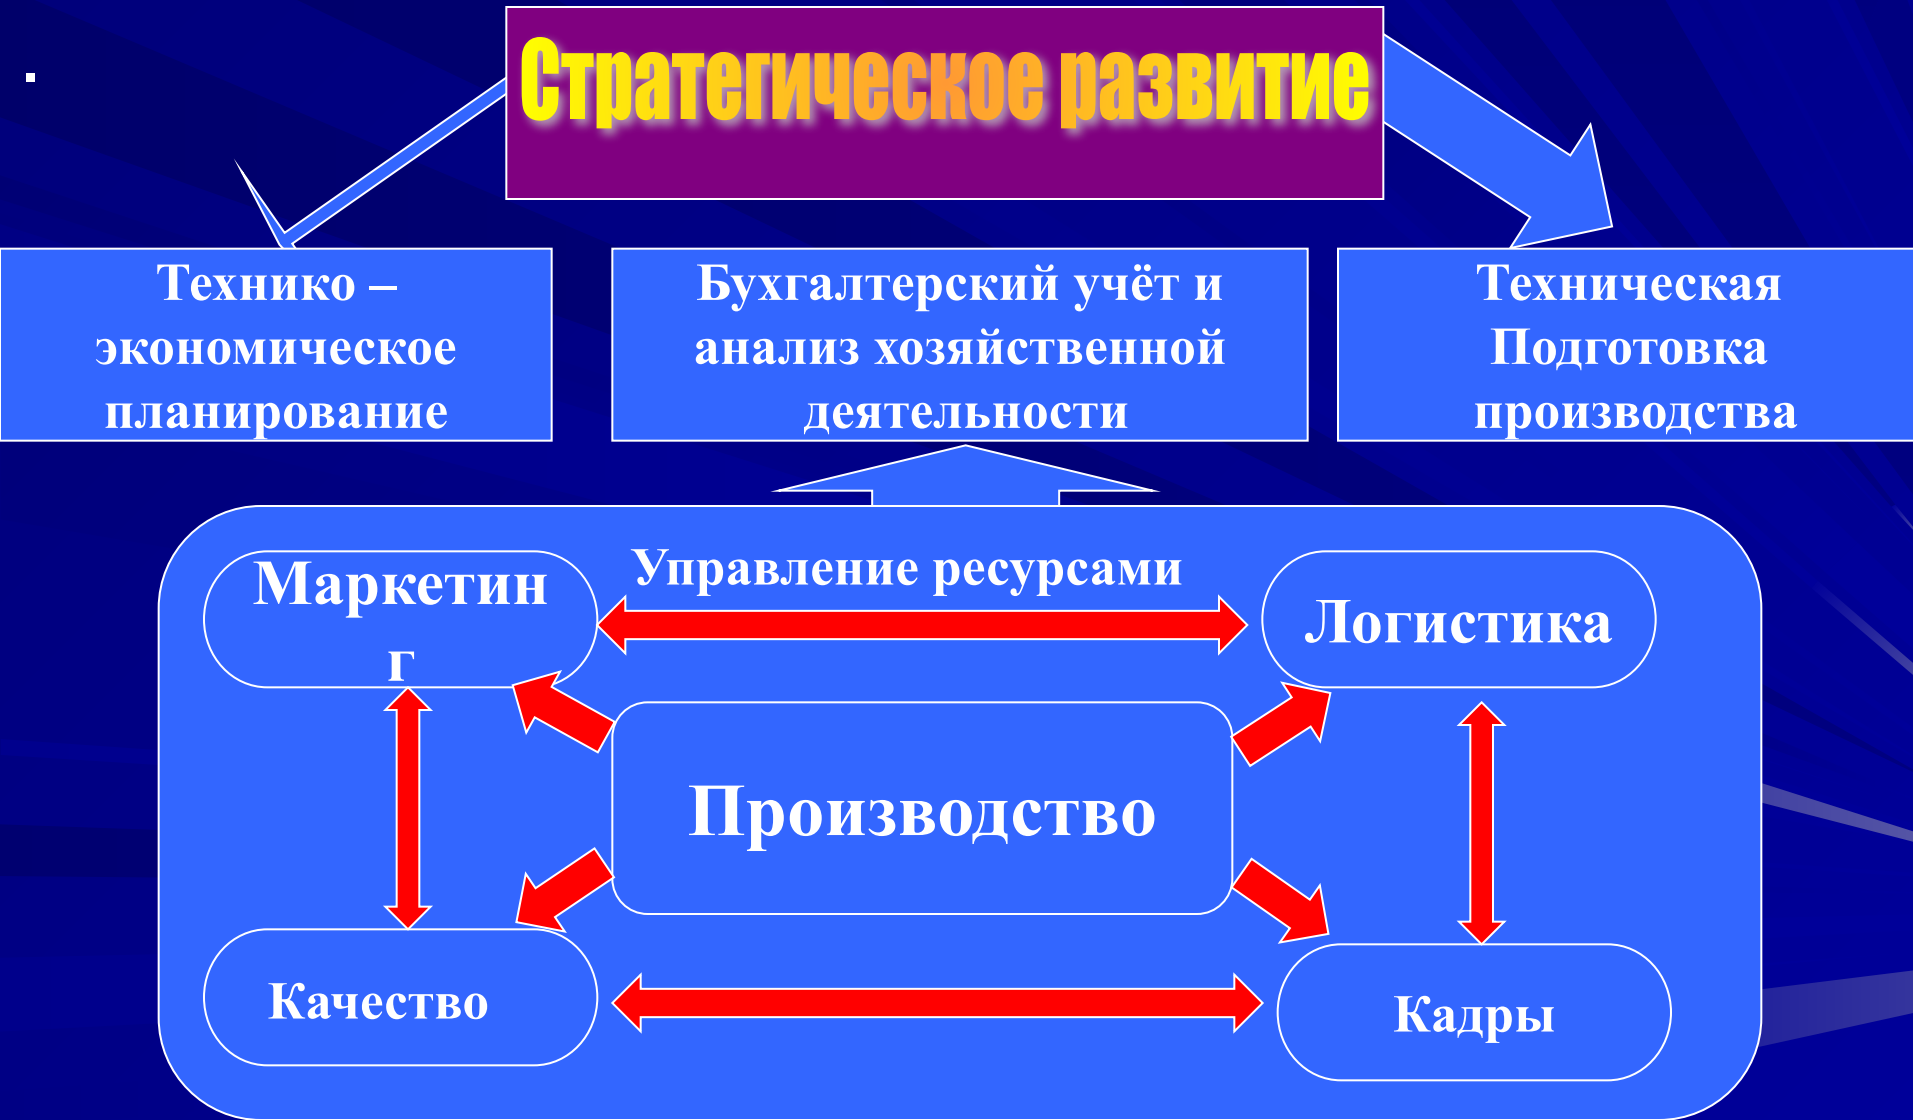 Стратегическое развитие
Технико –
экономическое
планирование
Бухгалтерский учёт и
анализ хозяйственной
деятельности
Техническая
Подготовка
производства
Управление ресурсами
Маркетин
г
Логистика
Производство
Качество
Кадры